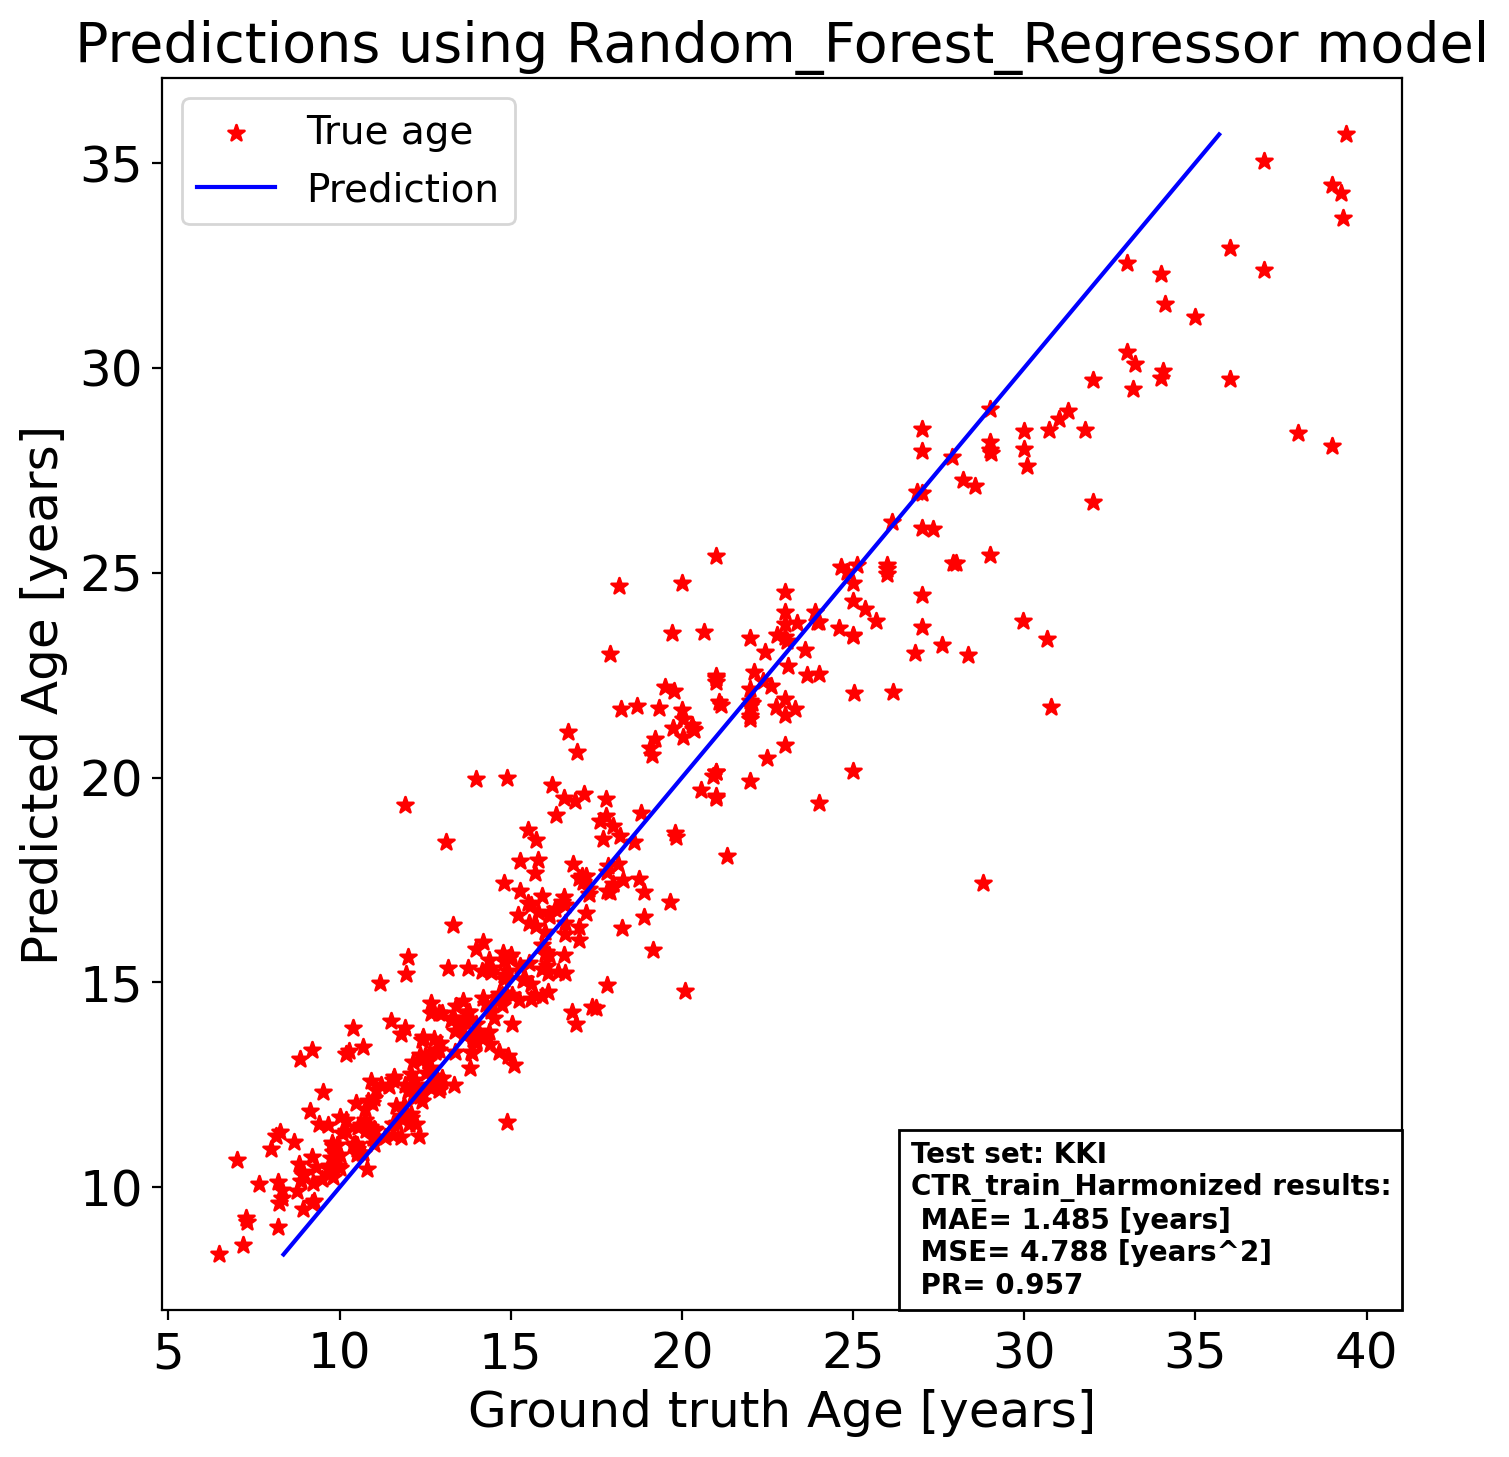 Predictions using Random_Forest_Regressor model
True age
Prediction
Predicted Age [years]
35
30
25
20
15
10
Test set: KKI
CTR_train_Harmonized results:
MAE= 1.485 [years]
MSE= 4.788 [years^2]
PR= 0.957
5 10 15 20 25 30 35 40
Ground truth Age [years]